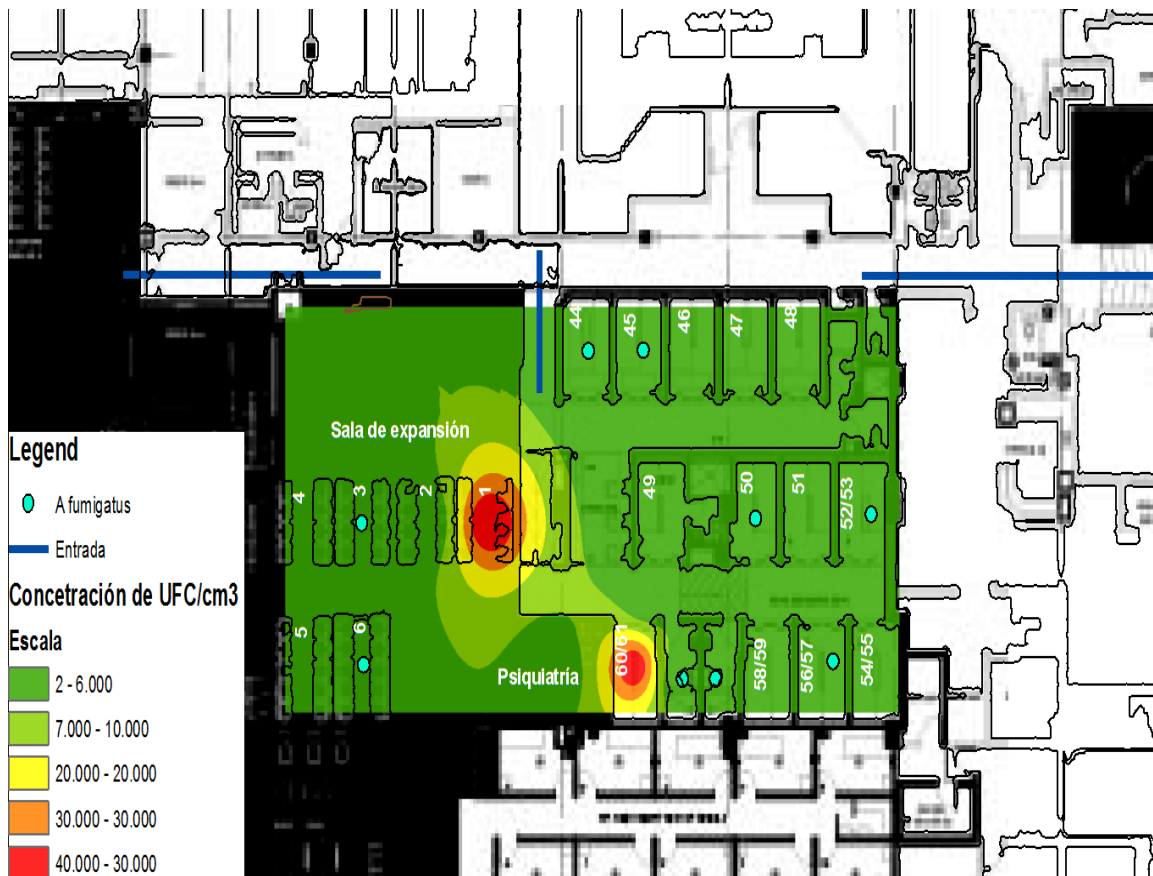 44
45
46
47
48
Sala de expansión
4
3
2
1
49
50
51
52/53
5
6
Psiquiatría
60/61
58/59
56/57
54/55
Legend
A fumigatus
Entrada
Concetración de UFC/cm3
Escala
2 - 6.000
7.000 - 10.000
20.000 - 20.000
30.000 - 30.000
40.000 - 30.000